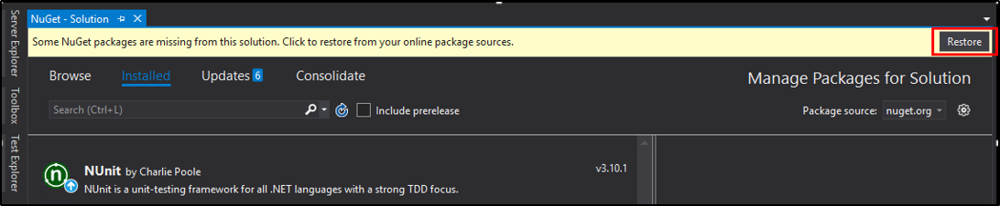 Server Explorer
Toolbox
Test Explorer
NuGet - Solution
Some NuGet packages are missing from this solution. Click to restore from your online package sources.
Restore
Browse
Installed
Updates 6
Consolidate
Manage Packages for Solution
Search (Ctrl+L)
Include prerelease
Package source: nuget.org
n
NUnit by Charlie Poole
v3.10.1
NUnit is a unit-testing framework for all .NET languages with a strong TDD focus.